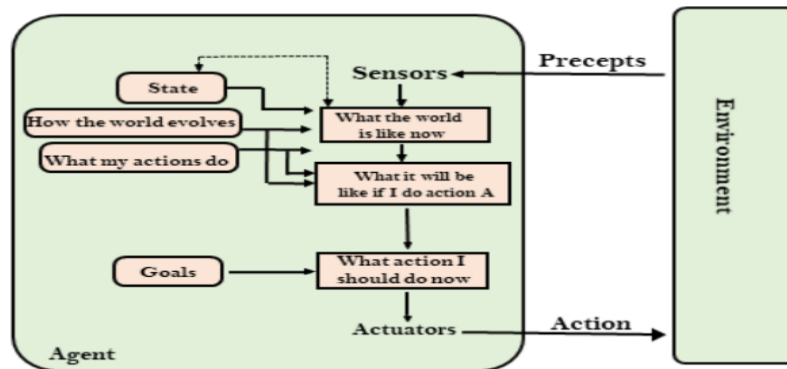 Sensors
Precepts
State
How the world evolves
What my actions do
What the world
is like now
What it will be
like if I do action A
Goals
What action I
should do now
Actuators
Action
Agent
Environment